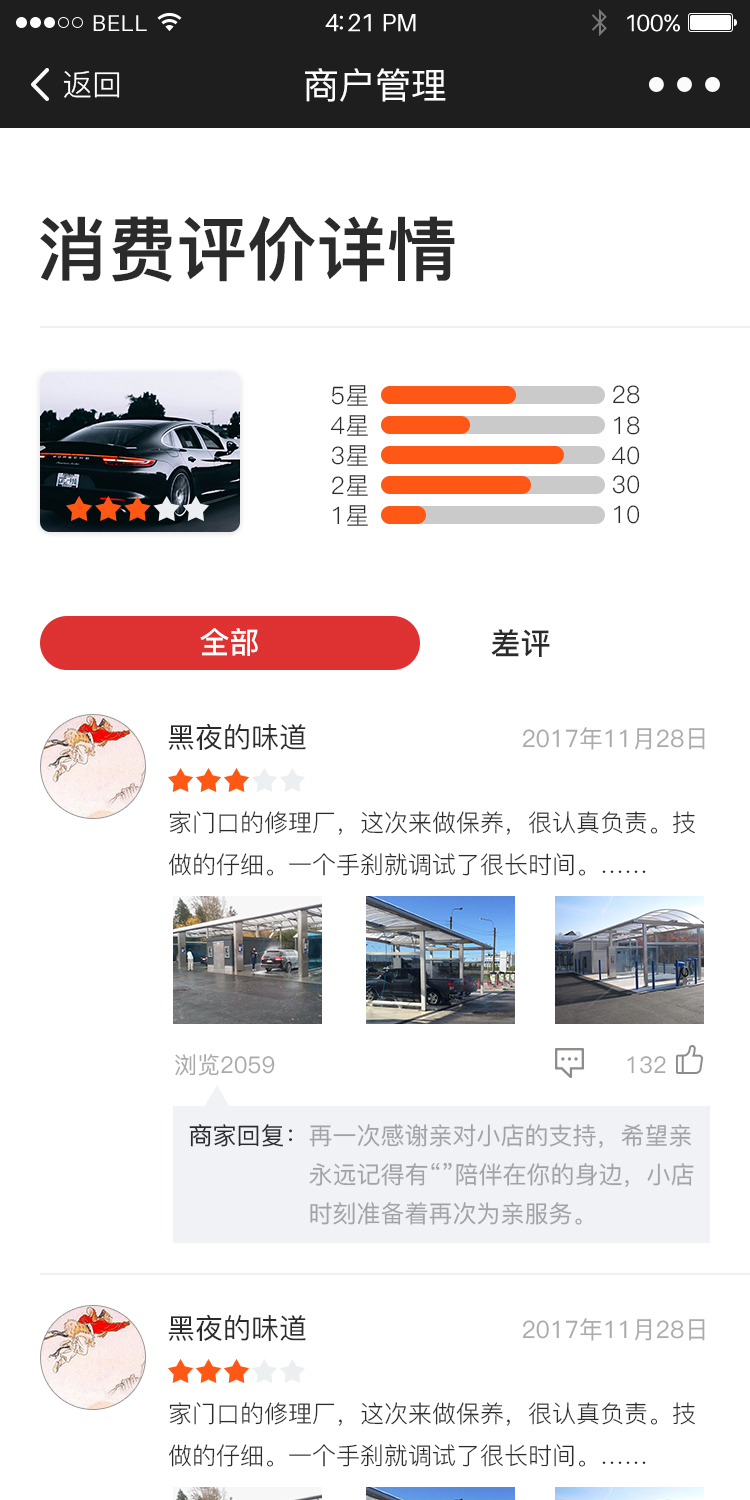 BELL 4:21 PM 100%
返回 商户管理
消费评价详情
5星 28
4星 18
3星 40
2星 30
1星 10
PORSCHE
全部 差评
黑夜的味道 2017年11月28日
家门口的修理厂，这次来做保养，很认真负责。技
做的仔细。一个手刹就调试了很长时间。……
浏览2059 132
商家回复：再一次感谢亲对小店的支持，希望亲
永远记得有“”陪伴在你的身边，小店
时刻准备着再次为亲服务。
黑夜的味道 2017年11月28日
家门口的修理厂，这次来做保养，很认真负责。技
做的仔细。一个手刹就调试了很长时间。……